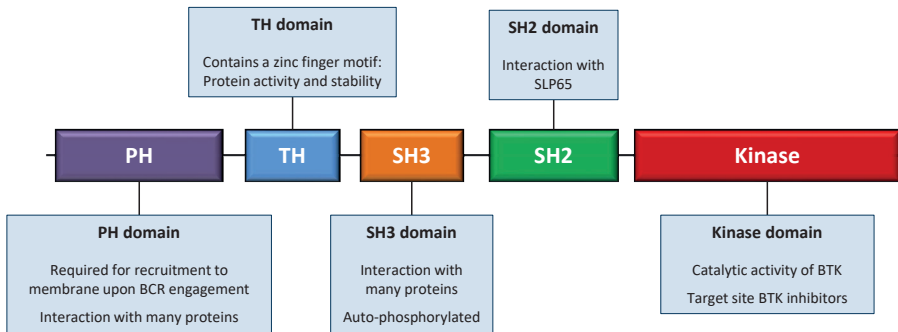 TH domain
Contains a zinc finger motif:
Protein activity and stability
SH2 domain
Interaction with
SLP65
PH
TH
SH3
SH2
Kinase
PH domain
Required for recruitment to
membrane upon BCR engagement
Interaction with many proteins
SH3 domain
Interaction with
many proteins
Auto-phosphorylated
Kinase domain
Catalytic activity of BTK
Target site BTK inhibitors